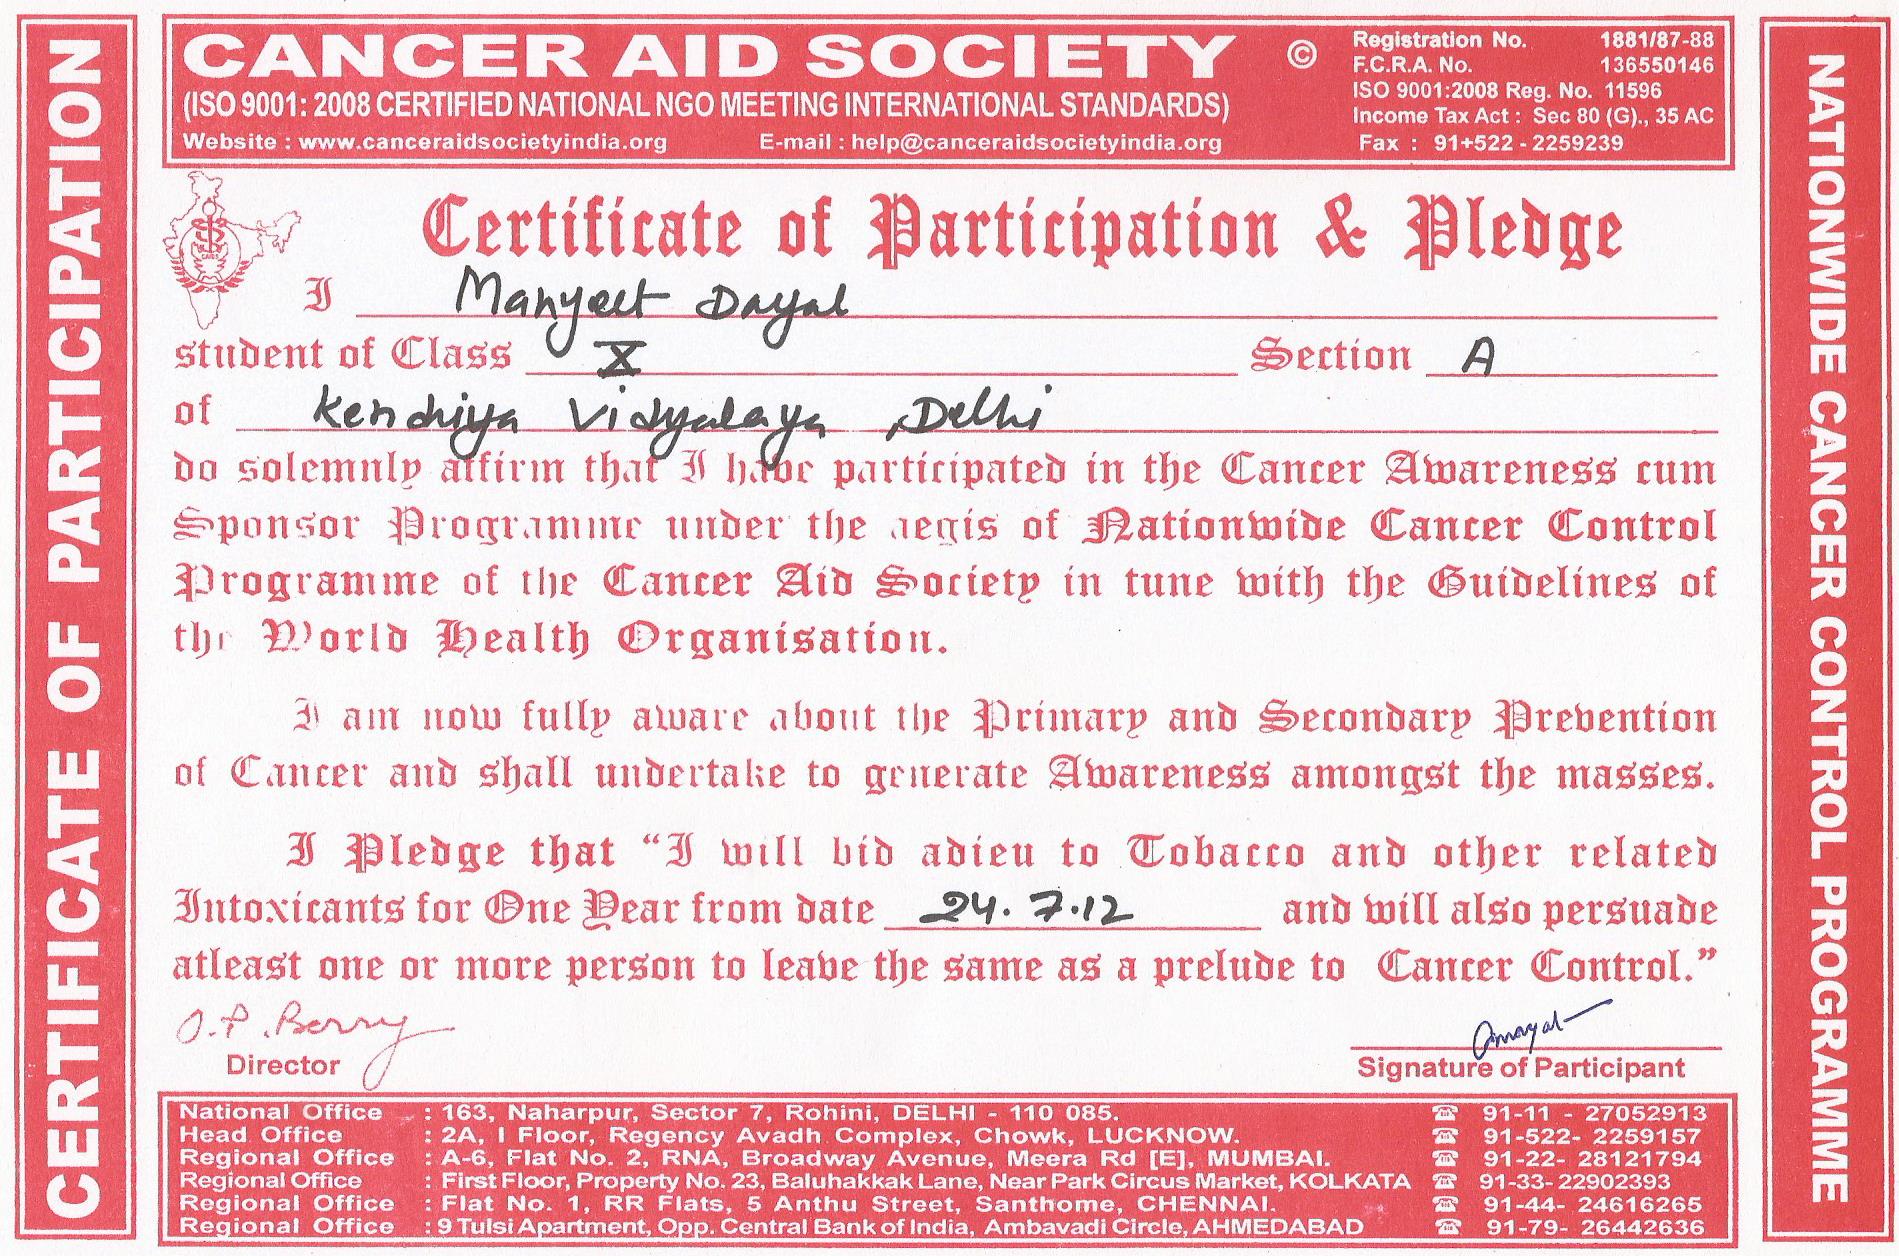 CERTIFICATE OF PARTICIPATION
CANCER AID SOCIETY ©
(ISO 9001: 2008 CERTIFIED NATIONAL NGO MEETING INTERNATIONAL STANDARDS)
Website : www.canceraidsocietyindia.org E-mail : help@canceraidsocietyindia.org
Registration No. 1881/87-88
F.C.R.A. No. 136550146
ISO 9001:2008 Reg. No. 11596
Income Tax Act : Sec 80 (G)., 35 AC
Fax : 91+522 - 2259239
NATIONWIDE CANCER CONTROL PROGRAMME
Certificate of Participation & Pledge
I Manjeet Dayal
student of Class X Section A
of Kendriya Vidyalaya, Delhi
do solemnly affirm that I have participated in the Cancer Awareness cum
Sponsor Programme under the aegis of Nationwide Cancer Control
Programme of the Cancer Aid Society in tune with the Guidelines of
the World Health Organisation.
I am now fully aware about the Primary and Secondary Prevention
of Cancer and shall undertake to generate Awareness amongst the masses.
I Pledge that “I will bid adieu to Tobacco and other related
Intoxicants for One Year from date 24.7.12 and will also persuade
atleast one or more person to leave the same as a prelude to Cancer Control.”
O.P. Berry
Director
Signature of Participant
National Office : 163, Naharpur, Sector 7, Rohini, DELHI - 110 085. ☎ 91-11 - 27052913
Head Office : 2A, I Floor, Regency Avadh Complex, Chowk, LUCKNOW. ☎ 91-522- 2259157
Regional Office : A-6, Flat No. 2, RNA, Broadway Avenue, Meera Rd [E], MUMBAI. ☎ 91-22- 28121794
Regional Office : First Floor, Property No. 23, Baluhakkak Lane, Near Park Circus Market, KOLKATA ☎ 91-33- 22902393
Regional Office : Flat No. 1, RR Flats, 5 Anthu Street, Santhome, CHENNAI. ☎ 91-44- 24616265
Regional Office : 9 Tulsi Apartment, Opp. Central Bank of India, Ambavadi Circle, AHMEDABAD ☎ 91-79- 26442636